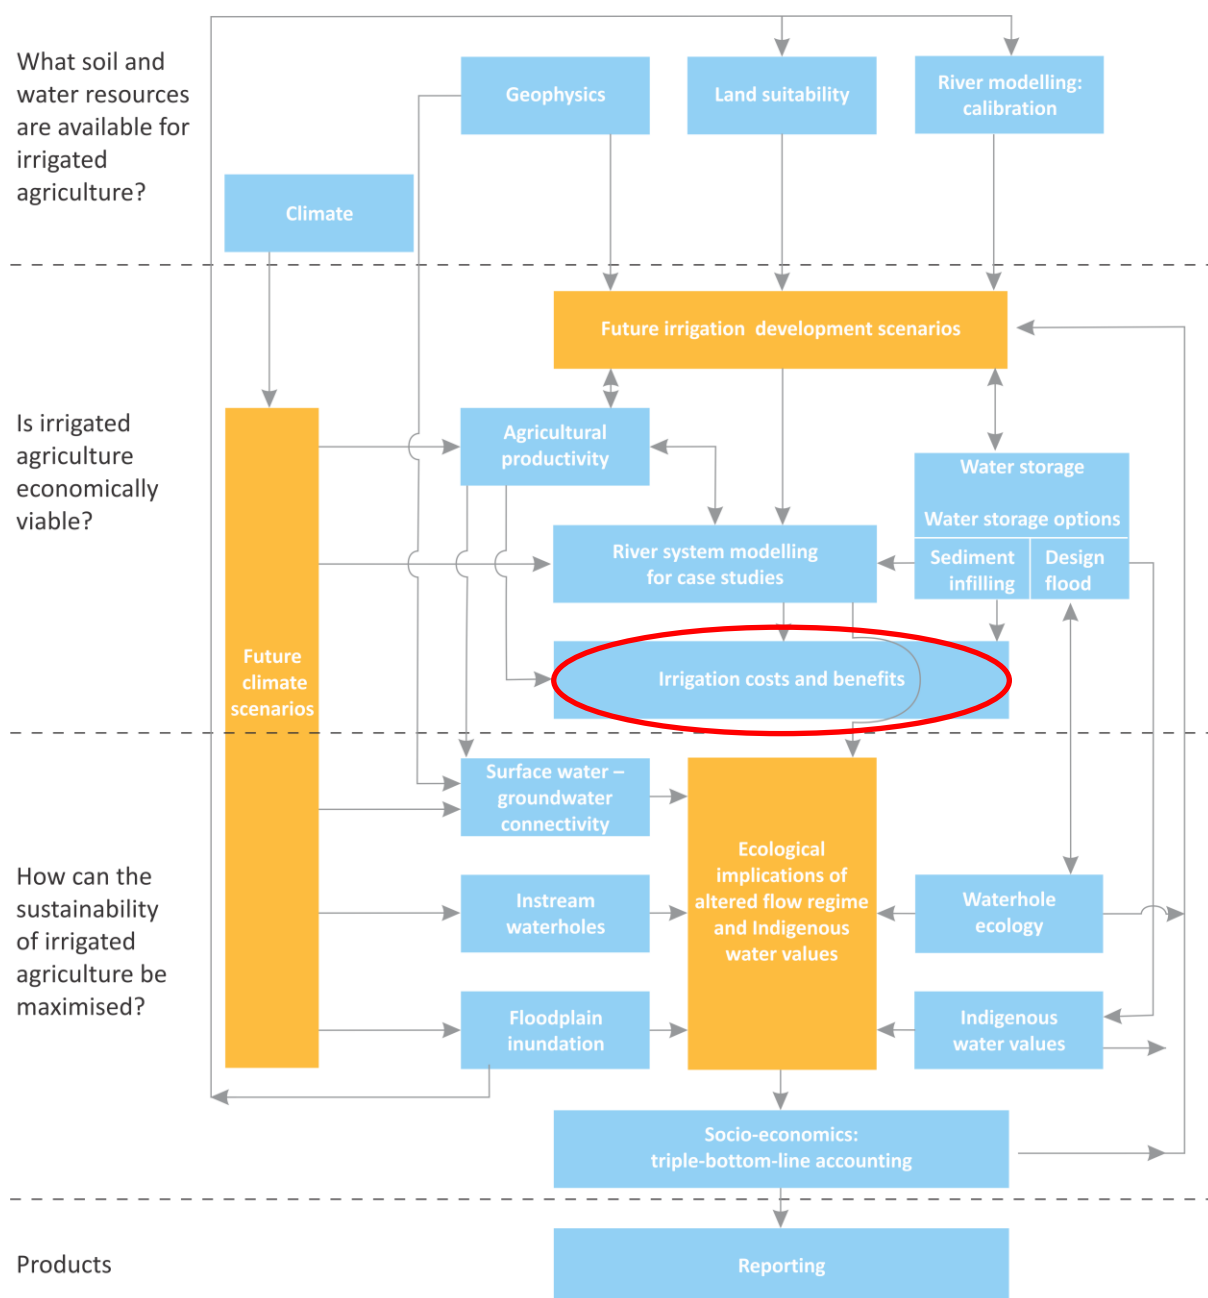 What soil and
water resources
are available for
irrigated
agriculture?
Geophysics
Land suitability
River modelling:
calibration
Climate
Future irrigation development scenarios
Is irrigated
agriculture
economically
viable?
Agricultural
productivity
Water storage
Water storage options
Sediment
infilling
Design
flood
River system modelling
for case studies
Future
climate
scenarios
Irrigation costs and benefits
How can the
sustainability
of irrigated
agriculture be
maximised?
Surface water –
groundwater
connectivity
Ecological
implications of
altered flow regime
and Indigenous
water values
Instream
waterholes
Waterhole
ecology
Floodplain
inundation
Indigenous
water values
Socio-economics:
triple-bottom-line accounting
Products
Reporting